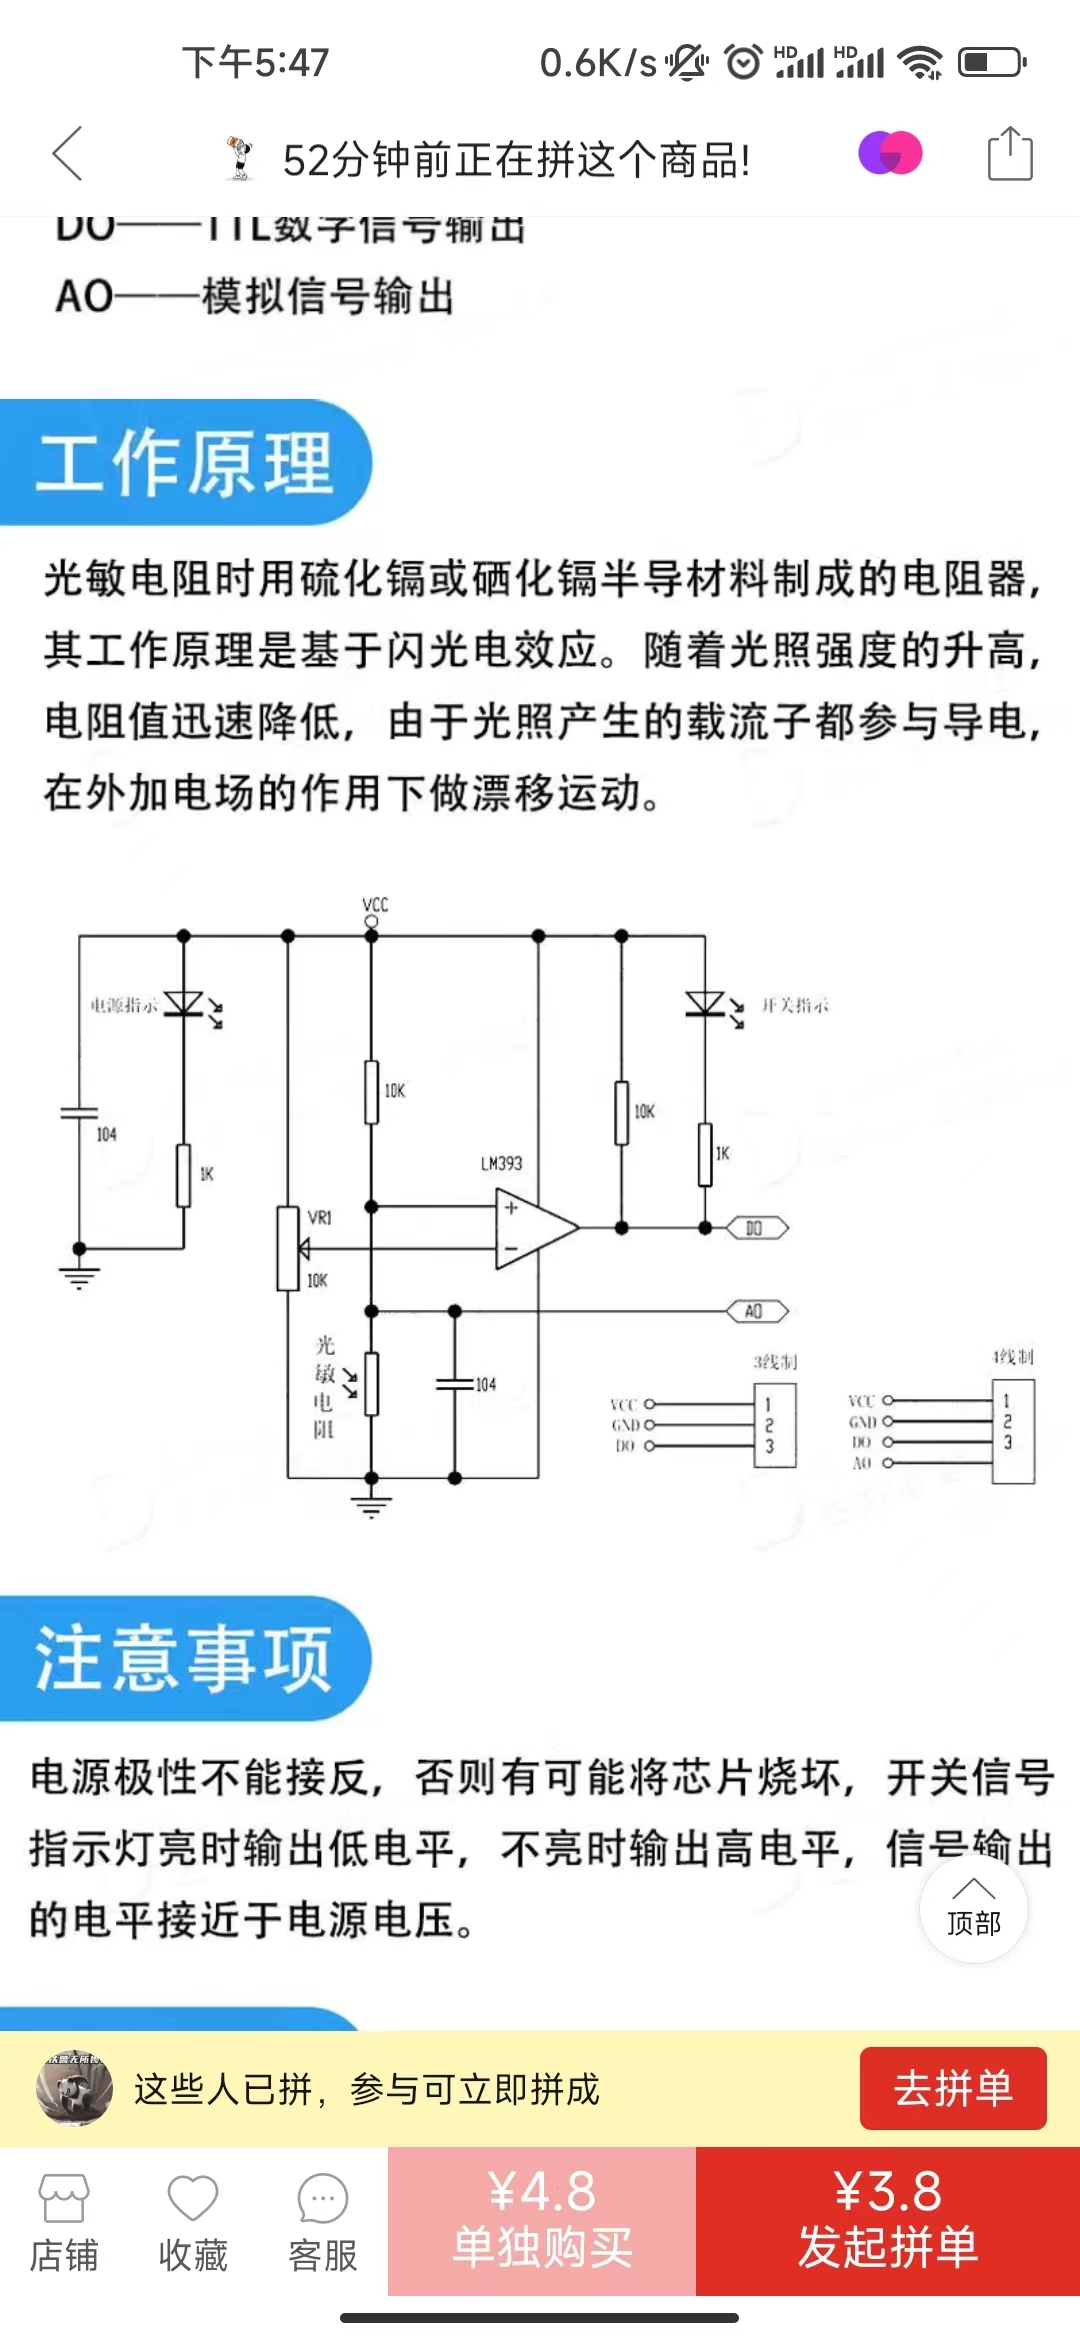 下午5:47
0.6K/s
HD
HD
52分钟前正在拼这个商品!
DO——TTL数字信号输出
AO——模拟信号输出
工作原理
光敏电阻时用硫化镉或硒化镉半导材料制成的电阻器,
其工作原理是基于闪光电效应。随着光照强度的升高,
电阻值迅速降低, 由于光照产生的载流子都参与导电,
在外加电场的作用下做漂移运动。
VCC
电源指示
开关指示
10K
10K
104
1K
1K
LM393
VR1
+
−
DO
10K
AO
光敏电阻
104
3线制
4线制
VCC
1
GND
2
DO
3
VCC
1
GND
2
DO
3
AO
注意事项
电源极性不能接反, 否则有可能将芯片烧坏, 开关信号
指示灯亮时输出低电平, 不亮时输出高电平, 信号输出
的电平接近于电源电压。
顶部
这些人已拼, 参与可立即拼成
去拼单
店铺
收藏
客服
¥4.8
单独购买
¥3.8
发起拼单